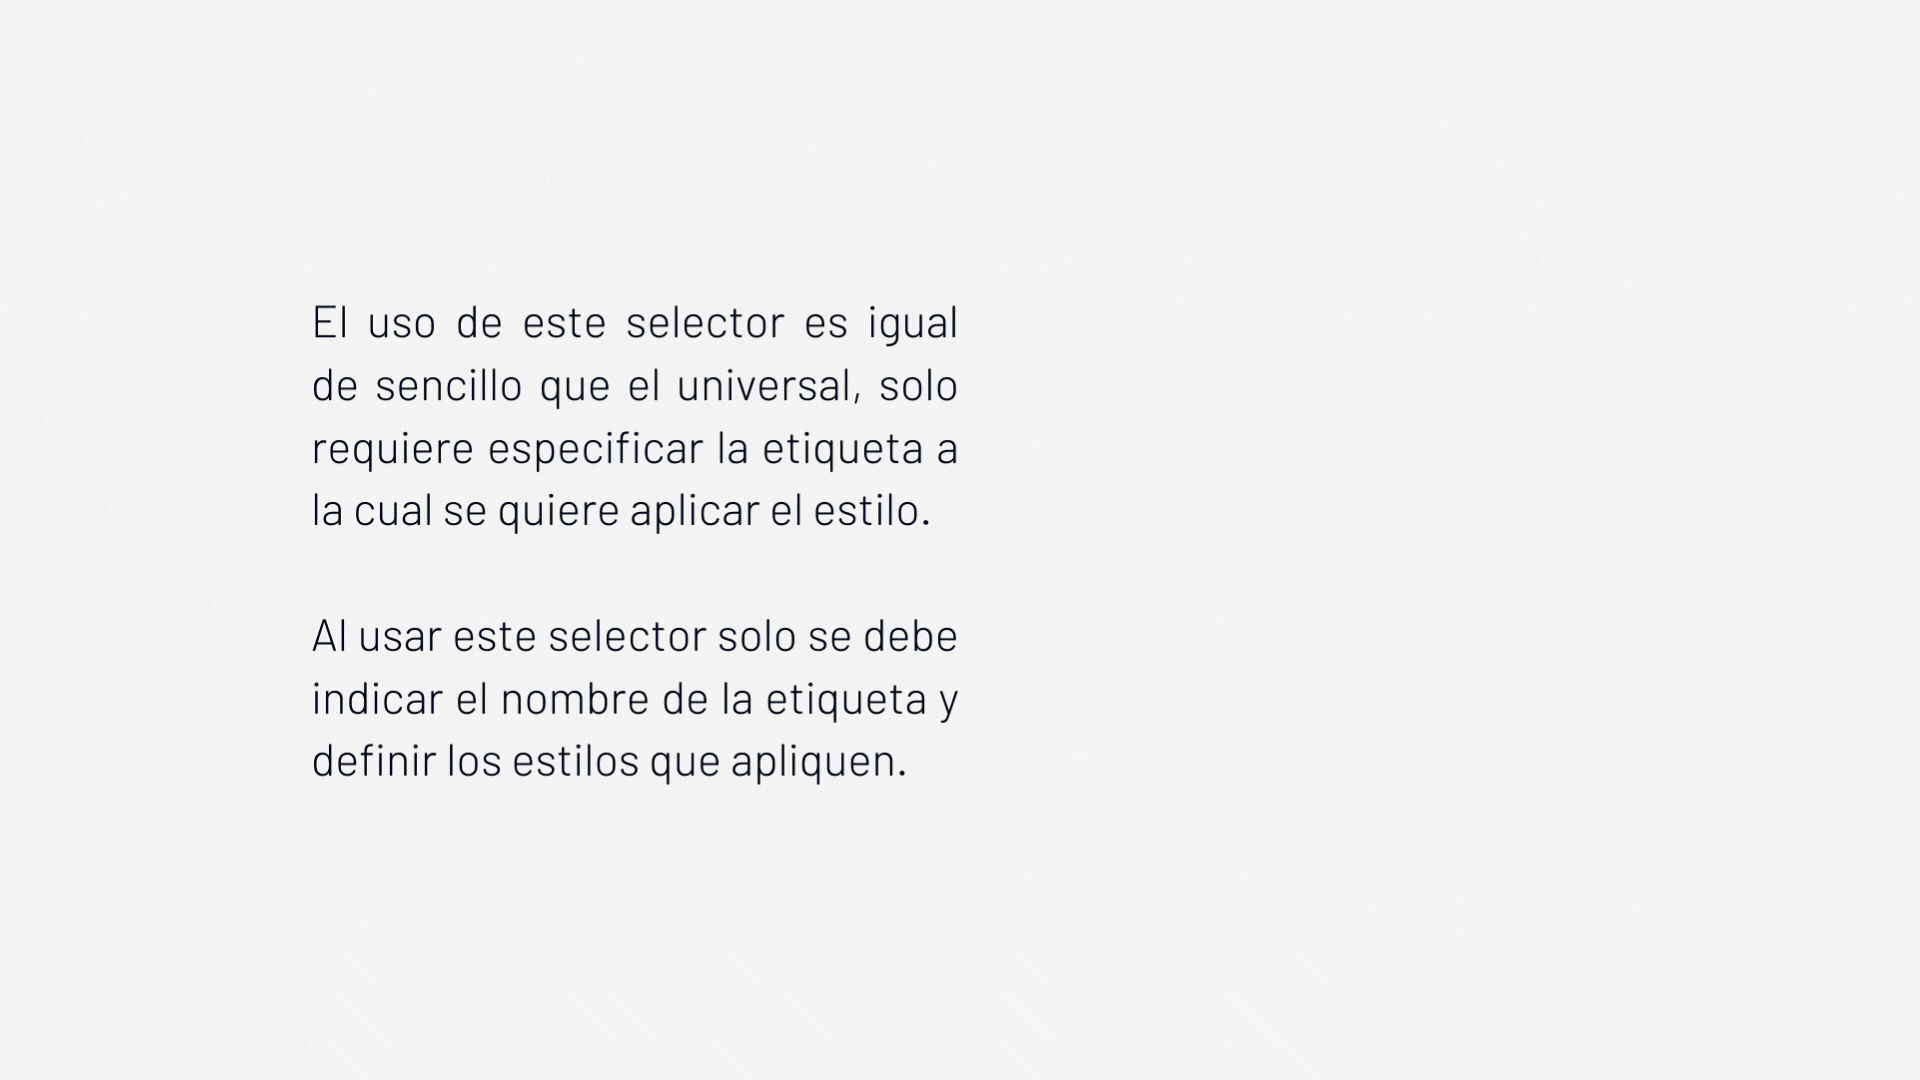 El uso de este selector es igual
de sencillo que el universal, solo
requiere especificar la etiqueta a
la cual se quiere aplicar el estilo.
Al usar este selector solo se debe
indicar el nombre de la etiqueta y
definir los estilos que apliquen.